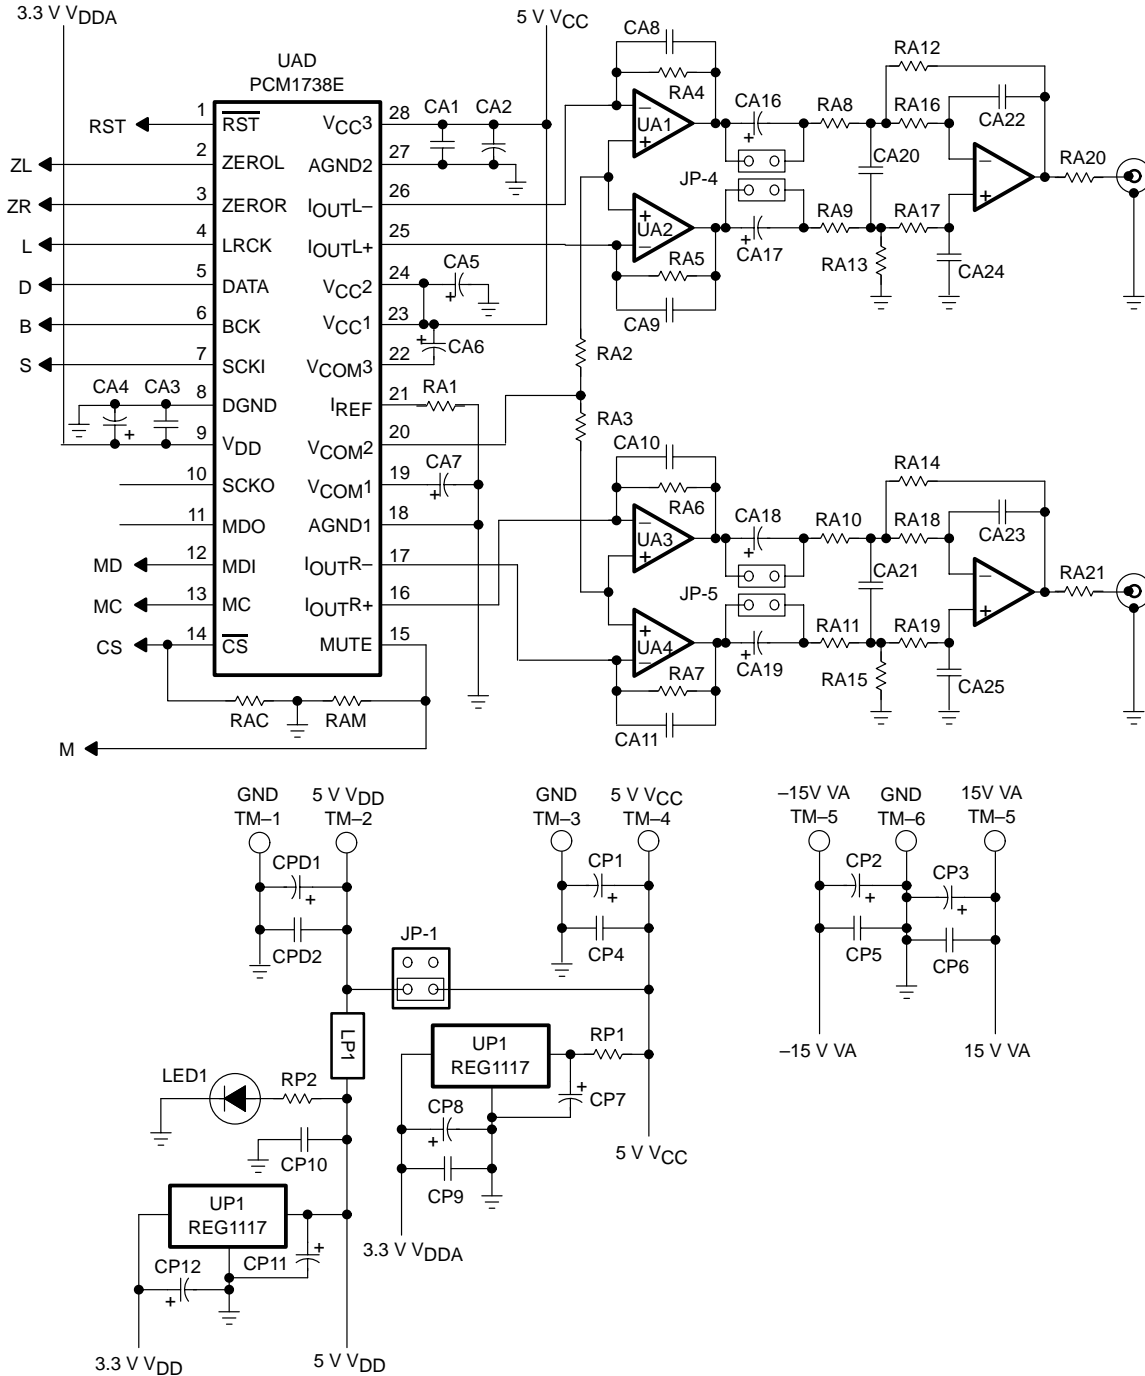 3.3 V VDDA
5 V VCC
UAD
PCM1738E
RST
1
RST
ZL
2
ZEROL
ZR
3
ZEROR
L
4
LRCK
D
5
DATA
B
6
BCK
S
7
SCKI
CA4
CA3
8
DGND
+
9
VDD
10
SCKO
11
MDO
MD
12
MDI
MC
13
MC
CS
14
CS
VCC3
28
CA1
CA2
AGND2
27
IOUTL–
26
IOUTL+
25
VCC2
24
CA5
+
VCC1
23
+
CA6
VCOM3
22
IREF
21
RA1
VCOM2
20
VCOM1
19
CA7
+
AGND1
18
IOUTR–
17
IOUTR+
16
MUTE
15
RAC
RAM
M
CA8
RA4
–
UA1
+
CA16
+
RA8
RA12
RA16
CA22
JP-4
CA20
–
+
RA20
+
UA2
–
RA5
CA9
+
CA17
RA9
RA17
RA13
CA24
RA2
RA3
CA10
RA6
–
UA3
+
CA18
+
RA10
RA14
RA18
CA23
JP-5
CA21
–
+
RA21
+
UA4
–
RA7
CA11
+
CA19
RA11
RA19
RA15
CA25
GND
TM–1
5 V VDD
TM–2
CPD1
+
CPD2
GND
TM–3
5 V VCC
TM–4
CP1
+
CP4
–15V VA
TM–5
GND
TM–6
15V VA
TM–5
CP2
+
CP3
+
CP5
CP6
–15 V VA
15 V VA
JP-1
LP1
UP1
REG1117
RP1
+
CP7
CP8
+
CP9
5 V VCC
3.3 V VDDA
LED1
RP2
CP10
UP1
REG1117
CP12
+
CP11
+
3.3 V VDD
5 V VDD